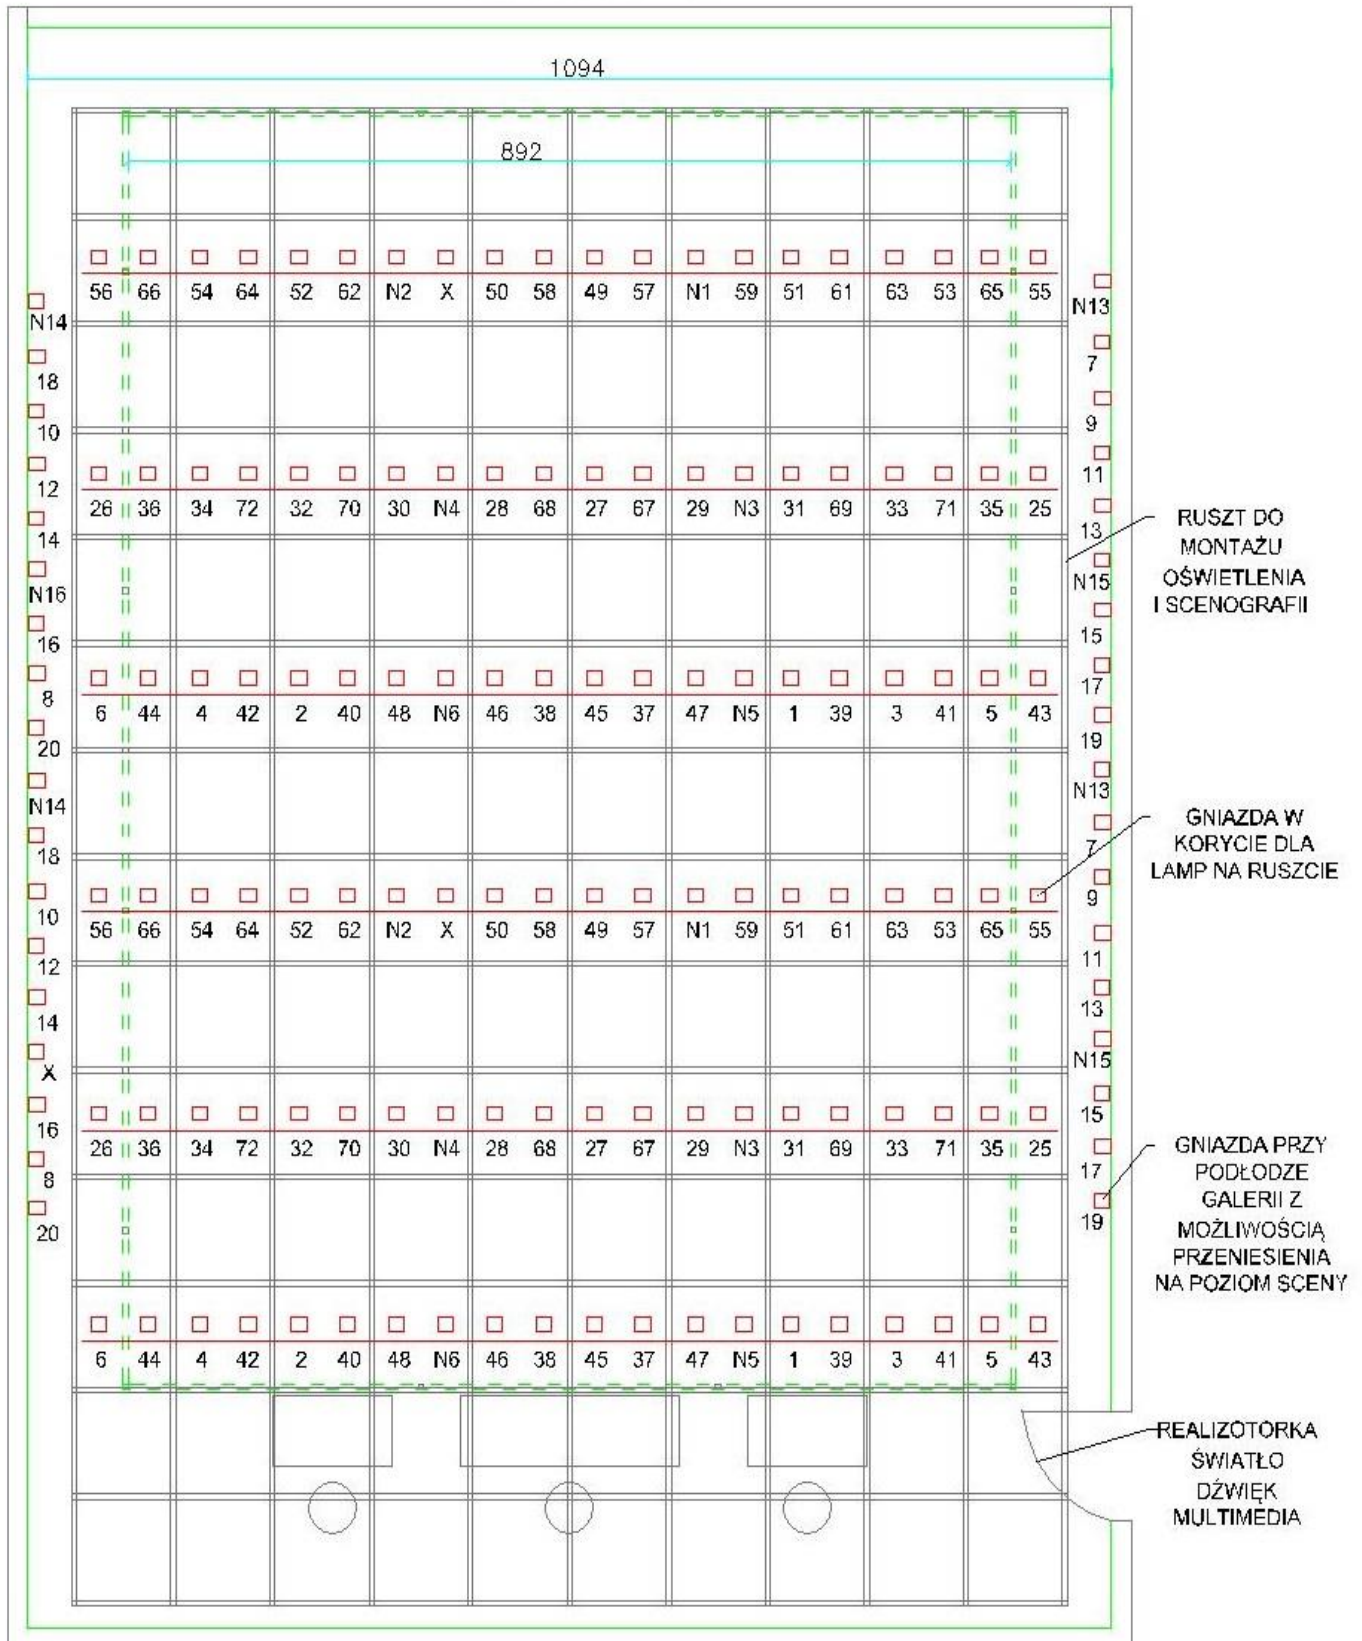 1094
892
56 66 54 64 52 62 N2 X 50 58 49 57 N1 59 51 61 63 53 65 55
N14
18
10
12
14
N16
16
8
20
N14
18
10
12
14
X
16
8
20
N13
7
9
11
13
N15
15
17
19
N13
7
9
11
13
N15
15
17
19
26 36 34 72 32 70 30 N4 28 68 27 67 29 N3 31 69 33 71 35 25
6 44 4 42 2 40 48 N6 46 38 45 37 47 N5 1 39 3 41 5 43
56 66 54 64 52 62 N2 X 50 58 49 57 N1 59 51 61 63 53 65 55
26 36 34 72 32 70 30 N4 28 68 27 67 29 N3 31 69 33 71 35 25
6 44 4 42 2 40 48 N6 46 38 45 37 47 N5 1 39 3 41 5 43
RUSZT DO
MONTAŻU
OŚWIETLENIA
I SCENOGRAFII
GNIAZDA W
KORYCIE DLA
LAMP NA RUSZCIE
GNIAZDA PRZY
PODŁODZE
GALERII Z
MOŻLIWOŚCIĄ
PRZENIESIENIA
NA POZIOM SCENY
REALIZOTORKA
ŚWIATŁO
DŹWIĘK
MULTIMEDIA